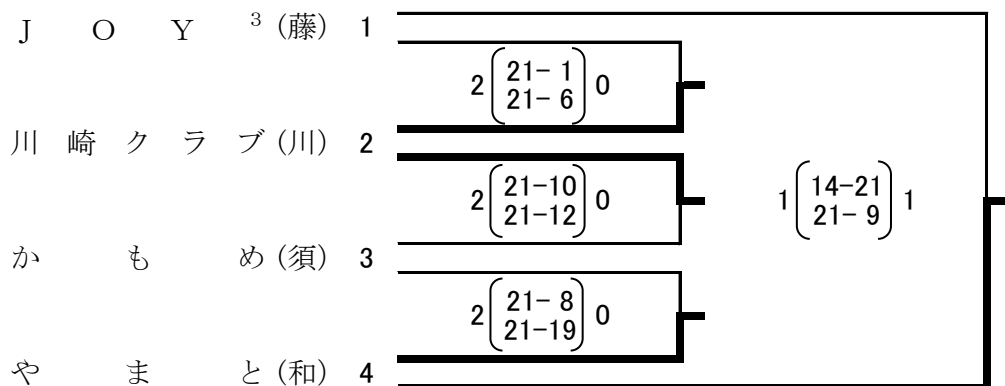 JOY³(藤) 1
2(21-1 21-6)0
川崎クラブ(川) 2
2(21-10 21-12)0
1(14-21 21-9)1
かもめ(須) 3
2(21-8 21-19)0
やまと(和) 4